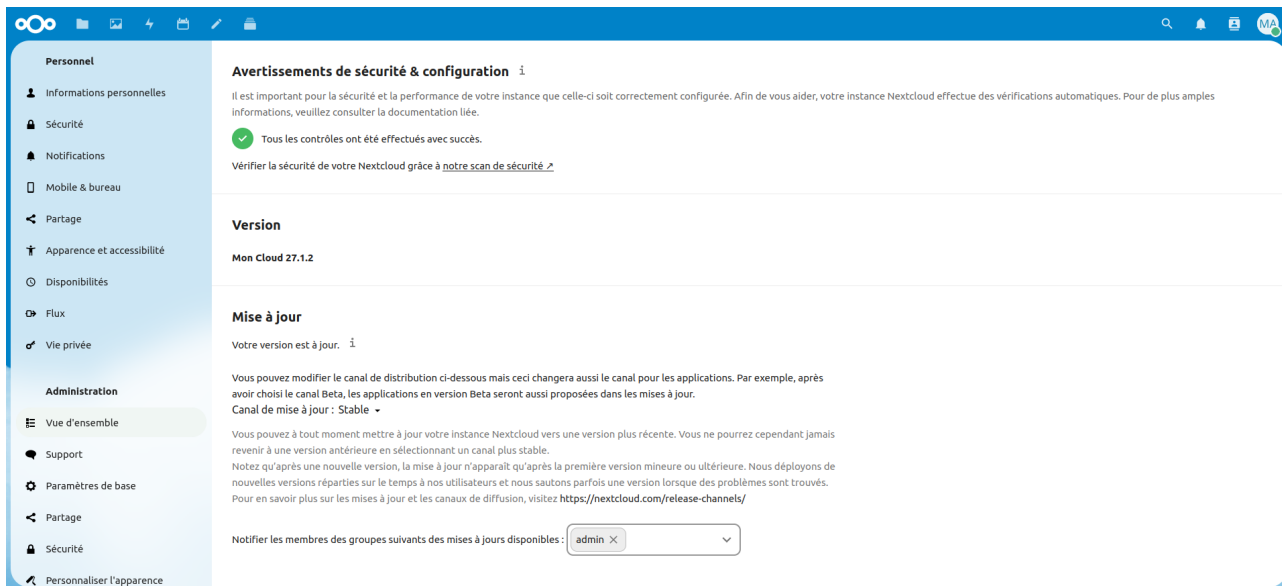 MA
Personnel
Informations personnelles
Sécurité
Notifications
Mobile & bureau
Partage
Apparence et accessibilité
Disponibilités
Flux
Vie privée
Administration
Vue d'ensemble
Support
Paramètres de base
Partage
Sécurité
Personnaliser l'apparence
Avertissements de sécurité & configuration i
Il est important pour la sécurité et la performance de votre instance que celle-ci soit correctement configurée. Afin de vous aider, votre instance Nextcloud effectue des vérifications automatiques. Pour de plus amples
informations, veuillez consulter la documentation liée.
Tous les contrôles ont été effectués avec succès.
Vérifier la sécurité de votre Nextcloud grâce à notre scan de sécurité ↗
Version
Mon Cloud 27.1.2
Mise à jour
Votre version est à jour. i
Vous pouvez modifier le canal de distribution ci-dessous mais ceci changera aussi le canal pour les applications. Par exemple, après
avoir choisi le canal Beta, les applications en version Beta seront aussi proposées dans les mises à jour.
Canal de mise à jour : Stable
Vous pouvez à tout moment mettre à jour votre instance Nextcloud vers une version plus récente. Vous ne pourrez cependant jamais
revenir à une version antérieure en sélectionnant un canal plus stable.
Notez qu'après une nouvelle version, la mise à jour n'apparaît qu'après la première version mineure ou ultérieure. Nous déployons de
nouvelles versions réparties sur le temps à nos utilisateurs et nous sautons parfois une version lorsque des problèmes sont trouvés.
Pour en savoir plus sur les mises à jour et les canaux de diffusion, visitez https://nextcloud.com/release-channels/
Notifier les membres des groupes suivants des mises à jours disponibles : admin ×